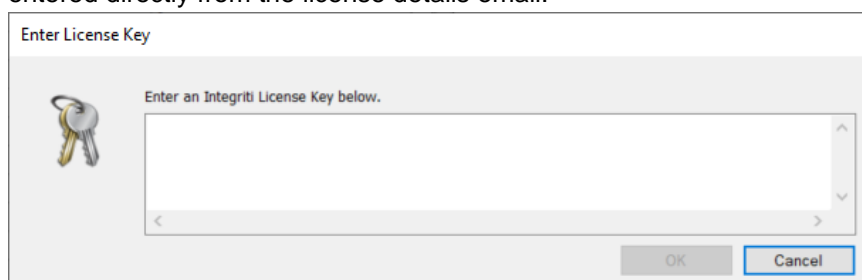 entered directly from the license details email.
Enter License Key
Enter an Integriti License Key below.
OK
Cancel